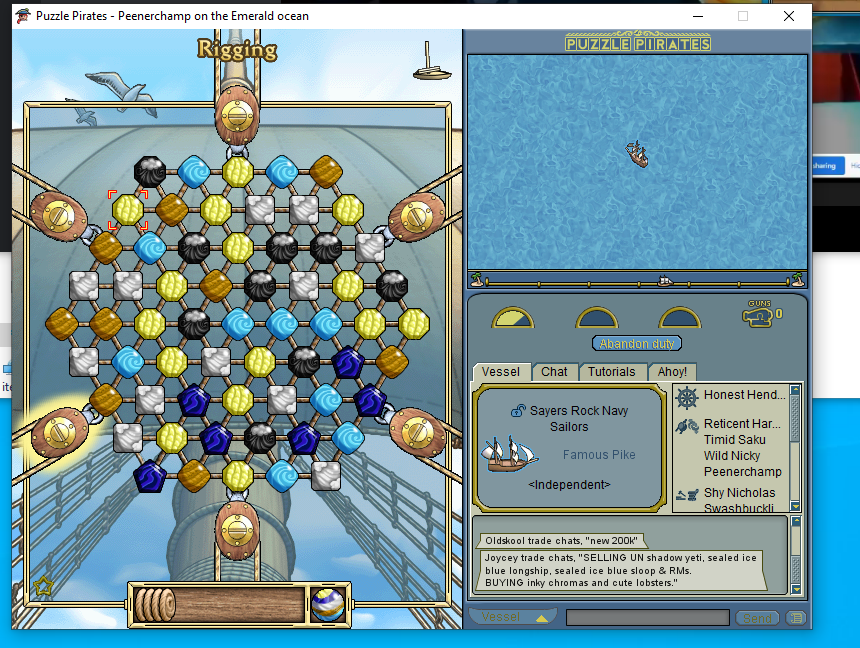 Puzzle Pirates - Peenerchamp on the Emerald ocean
Rigging
PUZZLE PIRATES
sharing
GUNS
0
Abandon duty
Vessel
Chat
Tutorials
Ahoy!
Sayers Rock Navy
Sailors
Famous Pike
<Independent>
Honest Hend...
Reticent Har...
Timid Saku
Wild Nicky
Peenerchamp
Shy Nicholas
Swashbuckli
Oldskool trade chats, "new 200k"
Joycey trade chats, "SELLING UN shadow yeti, sealed ice
blue longship, sealed ice blue sloop & RMs.
BUYING inky chromas and cute lobsters."
Vessel
Send